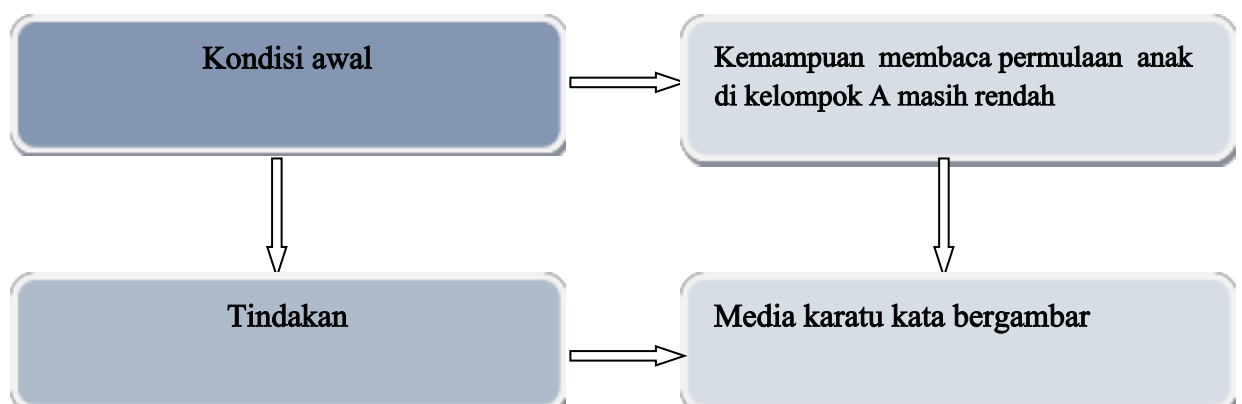 Kondisi awal
Kemampuan membaca permulaan anak
di kelompok A masih rendah
Tindakan
Media karatu kata bergambar